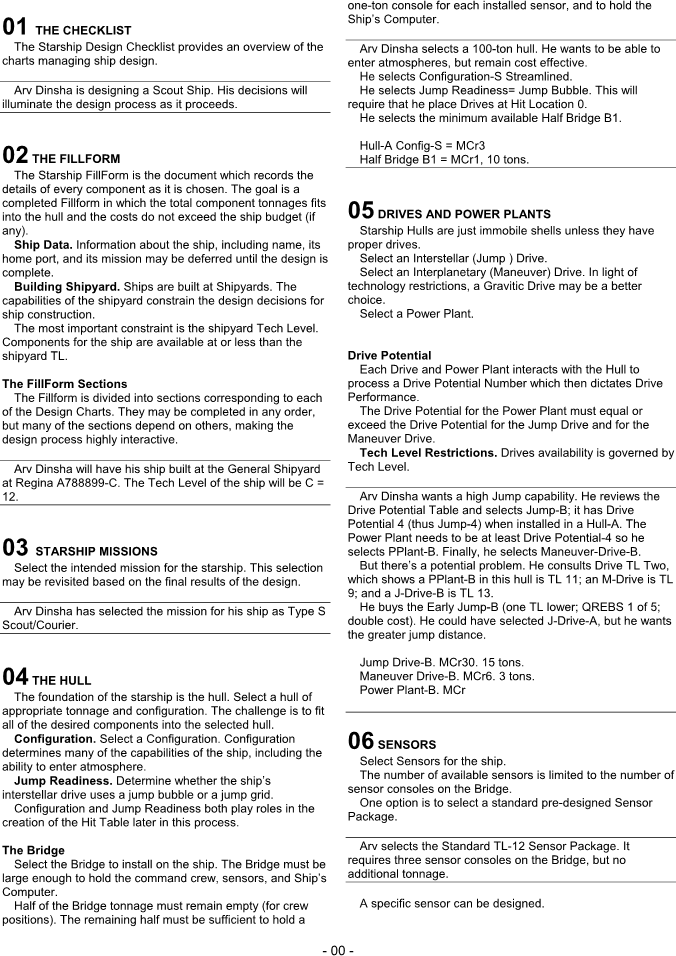 01 THE CHECKLIST
The Starship Design Checklist provides an overview of the
charts managing ship design.
Arv Dinsha is designing a Scout Ship. His decisions will
illuminate the design process as it proceeds.
02 THE FILLFORM
The Starship FillForm is the document which records the
details of every component as it is chosen. The goal is a
completed Fillform in which the total component tonnages fits
into the hull and the costs do not exceed the ship budget (if
any).
Ship Data. Information about the ship, including name, its
home port, and its mission may be deferred until the design is
complete.
Building Shipyard. Ships are built at Shipyards. The
capabilities of the shipyard constrain the design decisions for
ship construction.
The most important constraint is the shipyard Tech Level.
Components for the ship are available at or less than the
shipyard TL.
The FillForm Sections
The Fillform is divided into sections corresponding to each
of the Design Charts. They may be completed in any order,
but many of the sections depend on others, making the
design process highly interactive.
Arv Dinsha will have his ship built at the General Shipyard
at Regina A788899-C. The Tech Level of the ship will be C =
12.
03 STARSHIP MISSIONS
Select the intended mission for the starship. This selection
may be revisited based on the final results of the design.
Arv Dinsha has selected the mission for his ship as Type S
Scout/Courier.
04 THE HULL
The foundation of the starship is the hull. Select a hull of
appropriate tonnage and configuration. The challenge is to fit
all of the desired components into the selected hull.
Configuration. Select a Configuration. Configuration
determines many of the capabilities of the ship, including the
ability to enter atmosphere.
Jump Readiness. Determine whether the ship's
interstellar drive uses a jump bubble or a jump grid.
Configuration and Jump Readiness both play roles in the
creation of the Hit Table later in this process.
The Bridge
Select the Bridge to install on the ship. The Bridge must be
large enough to hold the command crew, sensors, and Ship's
Computer.
Half of the Bridge tonnage must remain empty (for crew
positions). The remaining half must be sufficient to hold a
one-ton console for each installed sensor, and to hold the
Ship's Computer.
Arv Dinsha selects a 100-ton hull. He wants to be able to
enter atmospheres, but remain cost effective.
He selects Configuration-S Streamlined.
He selects Jump Readiness= Jump Bubble. This will
require that he place Drives at Hit Location 0.
He selects the minimum available Half Bridge B1.
Hull-A Config-S = MCr3
Half Bridge B1 = MCr1, 10 tons.
05 DRIVES AND POWER PLANTS
Starship Hulls are just immobile shells unless they have
proper drives.
Select an Interstellar (Jump ) Drive.
Select an Interplanetary (Maneuver) Drive. In light of
technology restrictions, a Gravitic Drive may be a better
choice.
Select a Power Plant.
Drive Potential
Each Drive and Power Plant interacts with the Hull to
process a Drive Potential Number which then dictates Drive
Performance.
The Drive Potential for the Power Plant must equal or
exceed the Drive Potential for the Jump Drive and for the
Maneuver Drive.
Tech Level Restrictions. Drives availability is governed by
Tech Level.
Arv Dinsha wants a high Jump capability. He reviews the
Drive Potential Table and selects Jump-B; it has Drive
Potential 4 (thus Jump-4) when installed in a Hull-A. The
Power Plant needs to be at least Drive Potential-4 so he
selects PPlant-B. Finally, he selects Maneuver-Drive-B.
But there's a potential problem. He consults Drive TL Two,
which shows a PPlant-B in this hull is TL 11; an M-Drive is TL
9; and a J-Drive-B is TL 13.
He buys the Early Jump-B (one TL lower; QREBS 1 of 5;
double cost). He could have selected J-Drive-A, but he wants
the greater jump distance.
Jump Drive-B. MCr30. 15 tons.
Maneuver Drive-B. MCr6. 3 tons.
Power Plant-B. MCr
06 SENSORS
Select Sensors for the ship.
The number of available sensors is limited to the number of
sensor consoles on the Bridge.
One option is to select a standard pre-designed Sensor
Package.
Arv selects the Standard TL-12 Sensor Package. It
requires three sensor consoles on the Bridge, but no
additional tonnage.
A specific sensor can be designed.
- 00 -